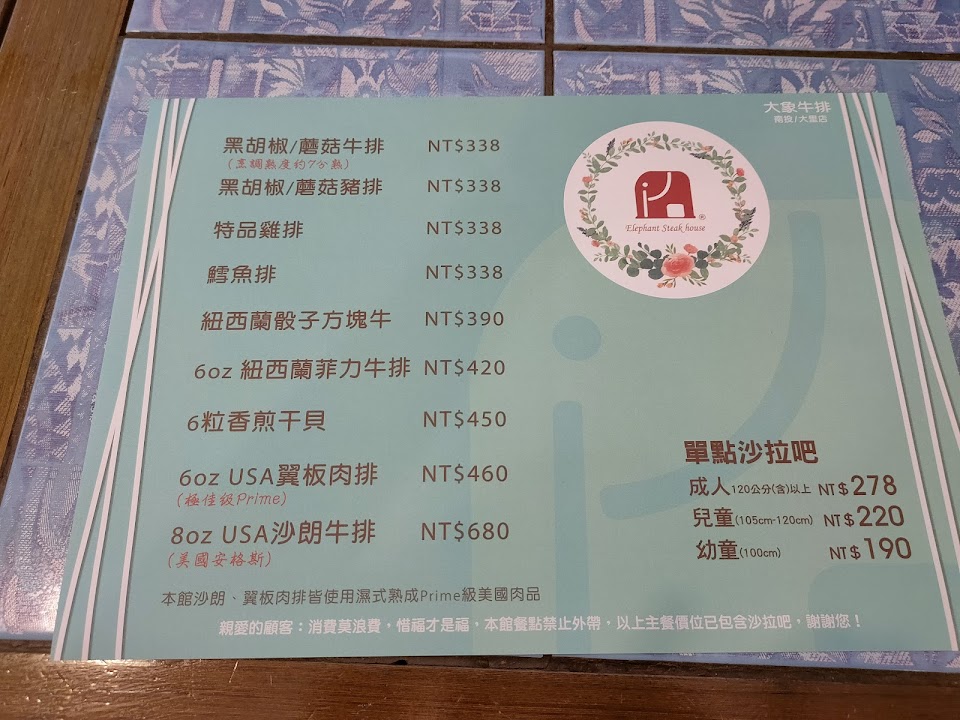 大象牛排
南投/大里店
黑胡椒/蘑菇牛排 NT$338
(烹調熟度約7分熟)
黑胡椒/蘑菇豬排 NT$338
特品雞排 NT$338
鱈魚排 NT$338
紐西蘭骰子方塊牛 NT$390
6oz 紐西蘭菲力牛排 NT$420
6粒香煎干貝 NT$450
6oz USA翼板肉排 NT$460
(極佳級Prime)
8oz USA沙朗牛排 NT$680
(美國安格斯)
Elephant Steak house
®
單點沙拉吧
成人120公分(含)以上 NT$278
兒童(105cm-120cm) NT$220
幼童(100cm) NT$190
本館沙朗、翼板肉排皆使用濕式熟成Prime級美國肉品
親愛的顧客：消費莫浪費，惜福才是福，本館餐點禁止外帶，以上主餐價位已包含沙拉吧，謝謝您！